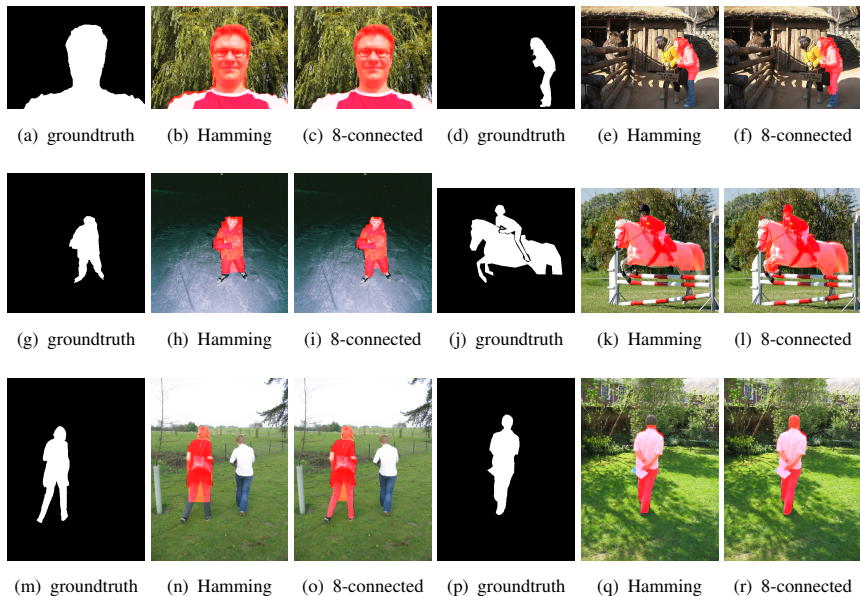 (a) groundtruth (b) Hamming (c) 8-connected (d) groundtruth (e) Hamming (f) 8-connected
(g) groundtruth (h) Hamming (i) 8-connected (j) groundtruth (k) Hamming (l) 8-connected
(m) groundtruth (n) Hamming (o) 8-connected (p) groundtruth (q) Hamming (r) 8-connected